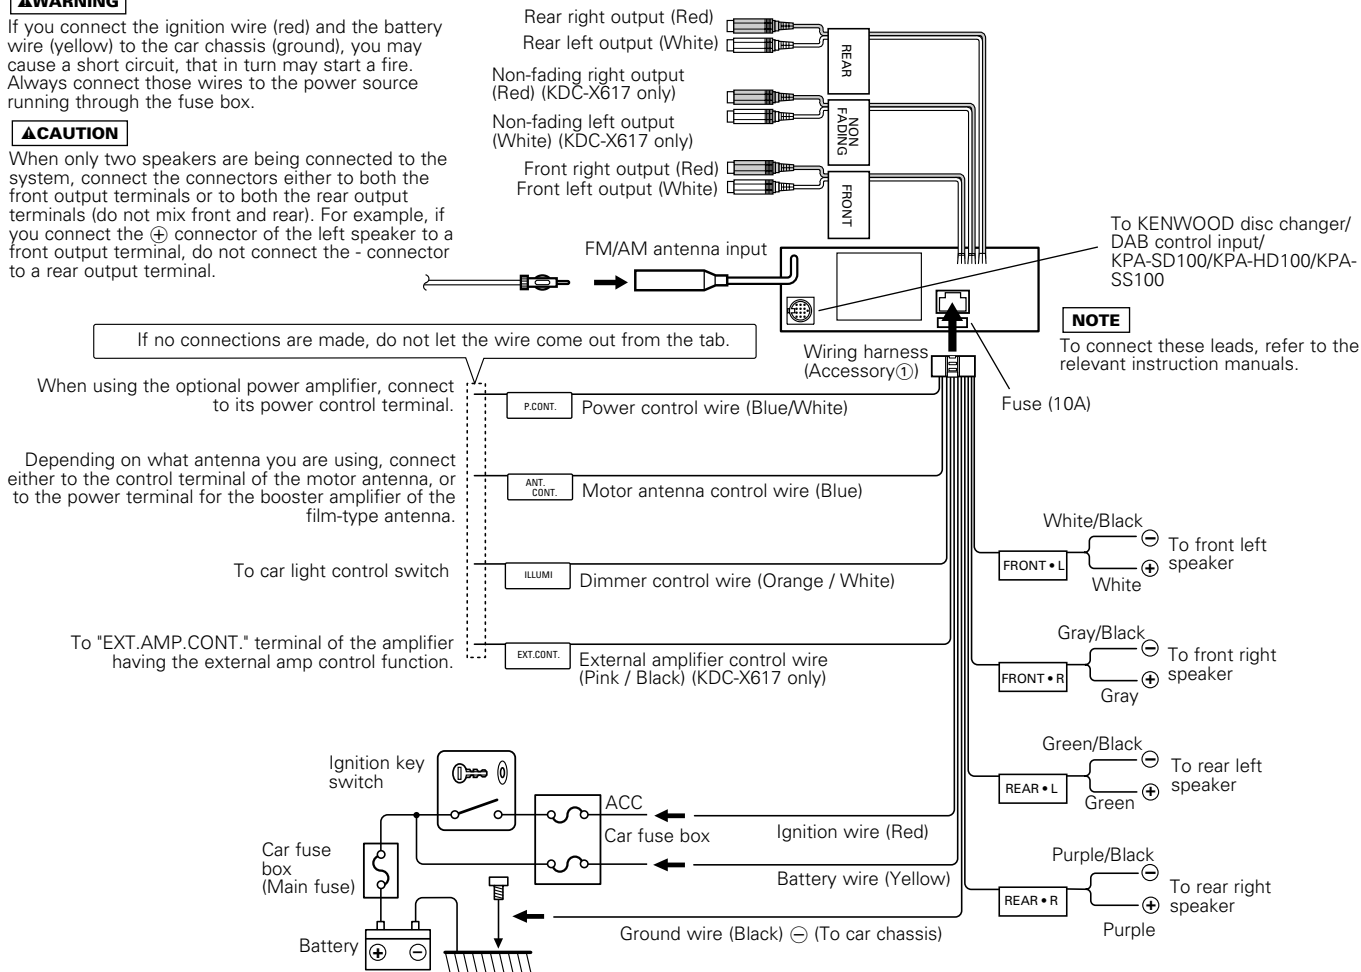 ⚠WARNING
If you connect the ignition wire (red) and the battery
wire (yellow) to the car chassis (ground), you may
cause a short circuit, that in turn may start a fire.
Always connect those wires to the power source
running through the fuse box.
⚠CAUTION
When only two speakers are being connected to the
system, connect the connectors either to both the
front output terminals or to both the rear output
terminals (do not mix front and rear). For example, if
you connect the ⊕ connector of the left speaker to a
front output terminal, do not connect the - connector
to a rear output terminal.
Rear right output (Red)
Rear left output (White)
REAR
Non-fading right output
(Red) (KDC-X617 only)
Non-fading left output
(White) (KDC-X617 only)
NON
FADING
Front right output (Red)
Front left output (White)
FRONT
FM/AM antenna input
To KENWOOD disc changer/
DAB control input/
KPA-SD100/KPA-HD100/KPA-
SS100
NOTE
To connect these leads, refer to the
relevant instruction manuals.
If no connections are made, do not let the wire come out from the tab.
Wiring harness
(Accessory①)
Fuse (10A)
When using the optional power amplifier, connect
to its power control terminal.
P.CONT.
Power control wire (Blue/White)
Depending on what antenna you are using, connect
either to the control terminal of the motor antenna, or
to the power terminal for the booster amplifier of the
film-type antenna.
ANT.
CONT.
Motor antenna control wire (Blue)
To car light control switch
ILLUMI
Dimmer control wire (Orange / White)
To "EXT.AMP.CONT." terminal of the amplifier
having the external amp control function.
EXT.CONT.
External amplifier control wire
(Pink / Black) (KDC-X617 only)
White/Black
⊖
FRONT • L
To front left
speaker
⊕
White
Gray/Black
⊖
FRONT • R
To front right
speaker
⊕
Gray
Green/Black
⊖
REAR • L
To rear left
speaker
⊕
Green
Purple/Black
⊖
REAR • R
To rear right
speaker
⊕
Purple
Ignition key
switch
ACC
Car fuse box
Ignition wire (Red)
Car fuse
box
(Main fuse)
Battery wire (Yellow)
Ground wire (Black) ⊖ (To car chassis)
Battery
⊕ ⊖